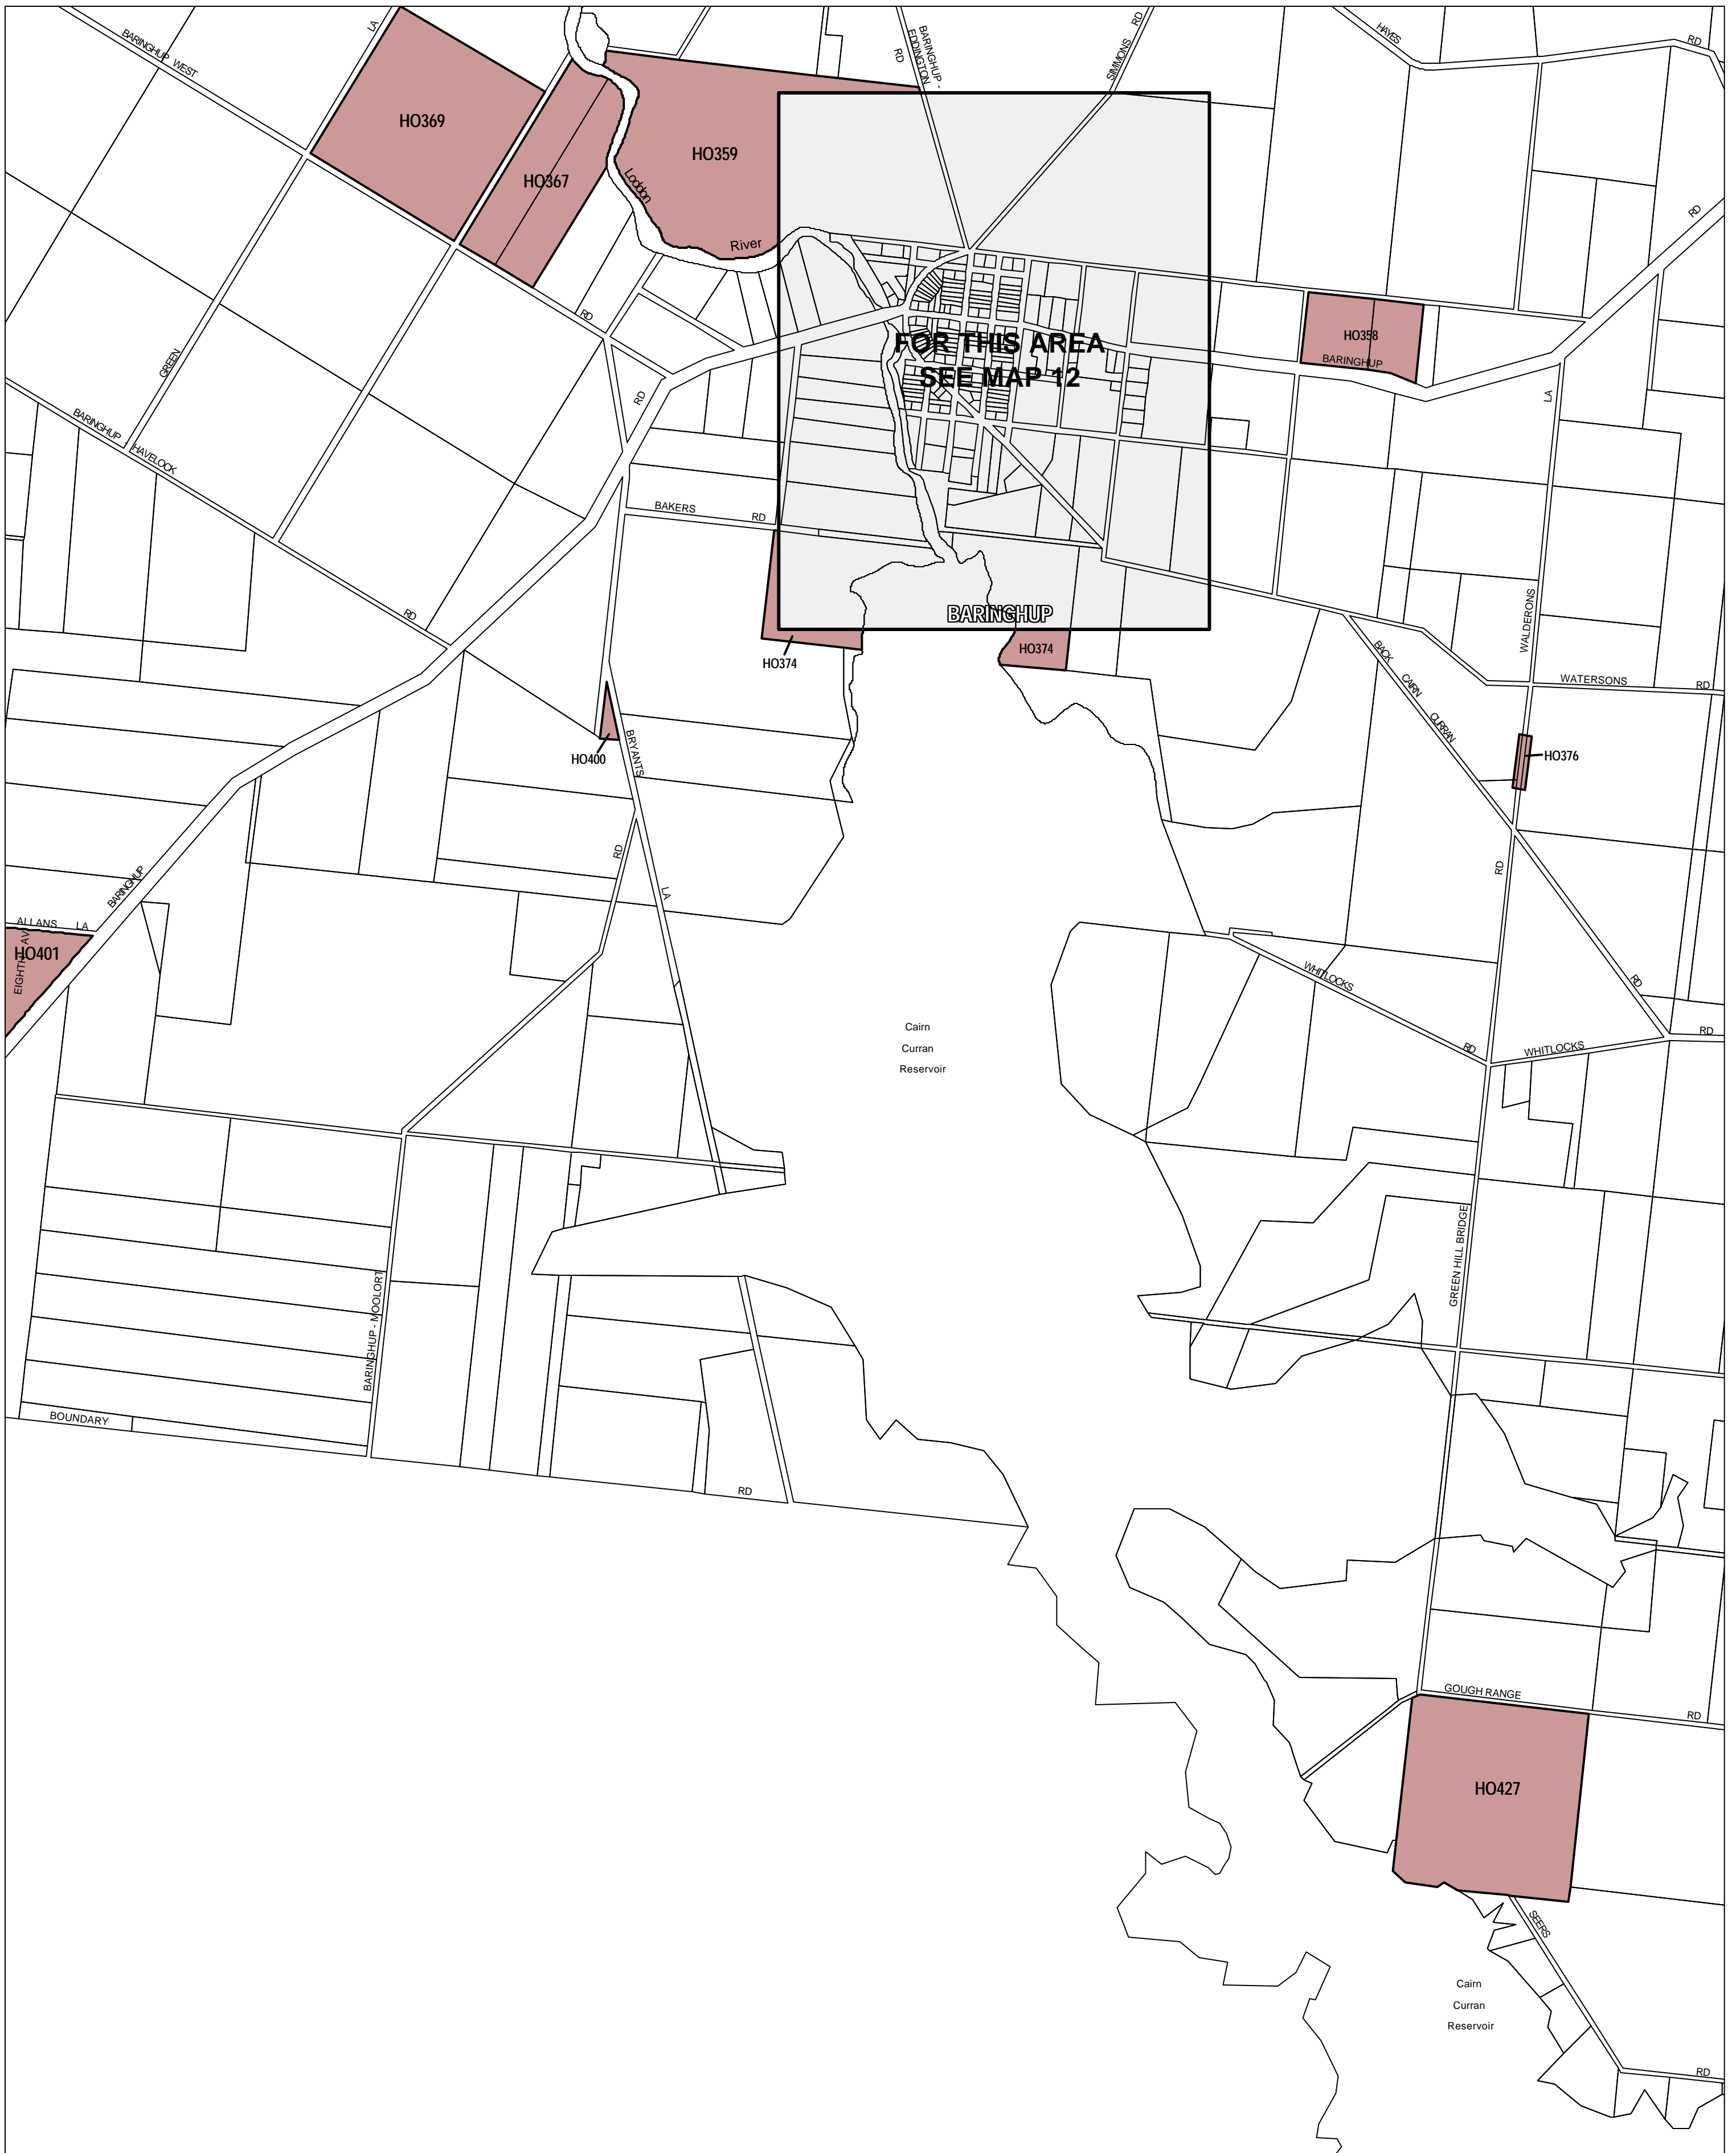 BARINGHUP WEST
LA
BARINGHUP -
EDDINGTON
RD
SIMMONS RD
HAYES
RD
HO369
HO359
HO367
Loddon
River
RD
RD
HO358
BARINGHUP
FOR THIS AREA
SEE MAP 12
GREEN
RD
LA
BARINGHUP
HAVELOCK
BAKERS RD
RD
BARINGHUP
WALDERONS
HO374
HO374
BACK
CAIRN
CURRAN
WATERSONS RD
BRYANTS
HO400
HO376
RD
RD
BARINGHUP
LA
ALLANS LA
HO401
EIGHTH AV
WHITLOCKS
RD
Cairn
Curran
Reservoir
RD
WHITLOCKS
RD
GREEN HILL BRIDGE
BARINGHUP - MOOLORT
BOUNDARY
RD
GOUGH RANGE
RD
HO427
SEERS
Cairn
Curran
Reservoir
RD